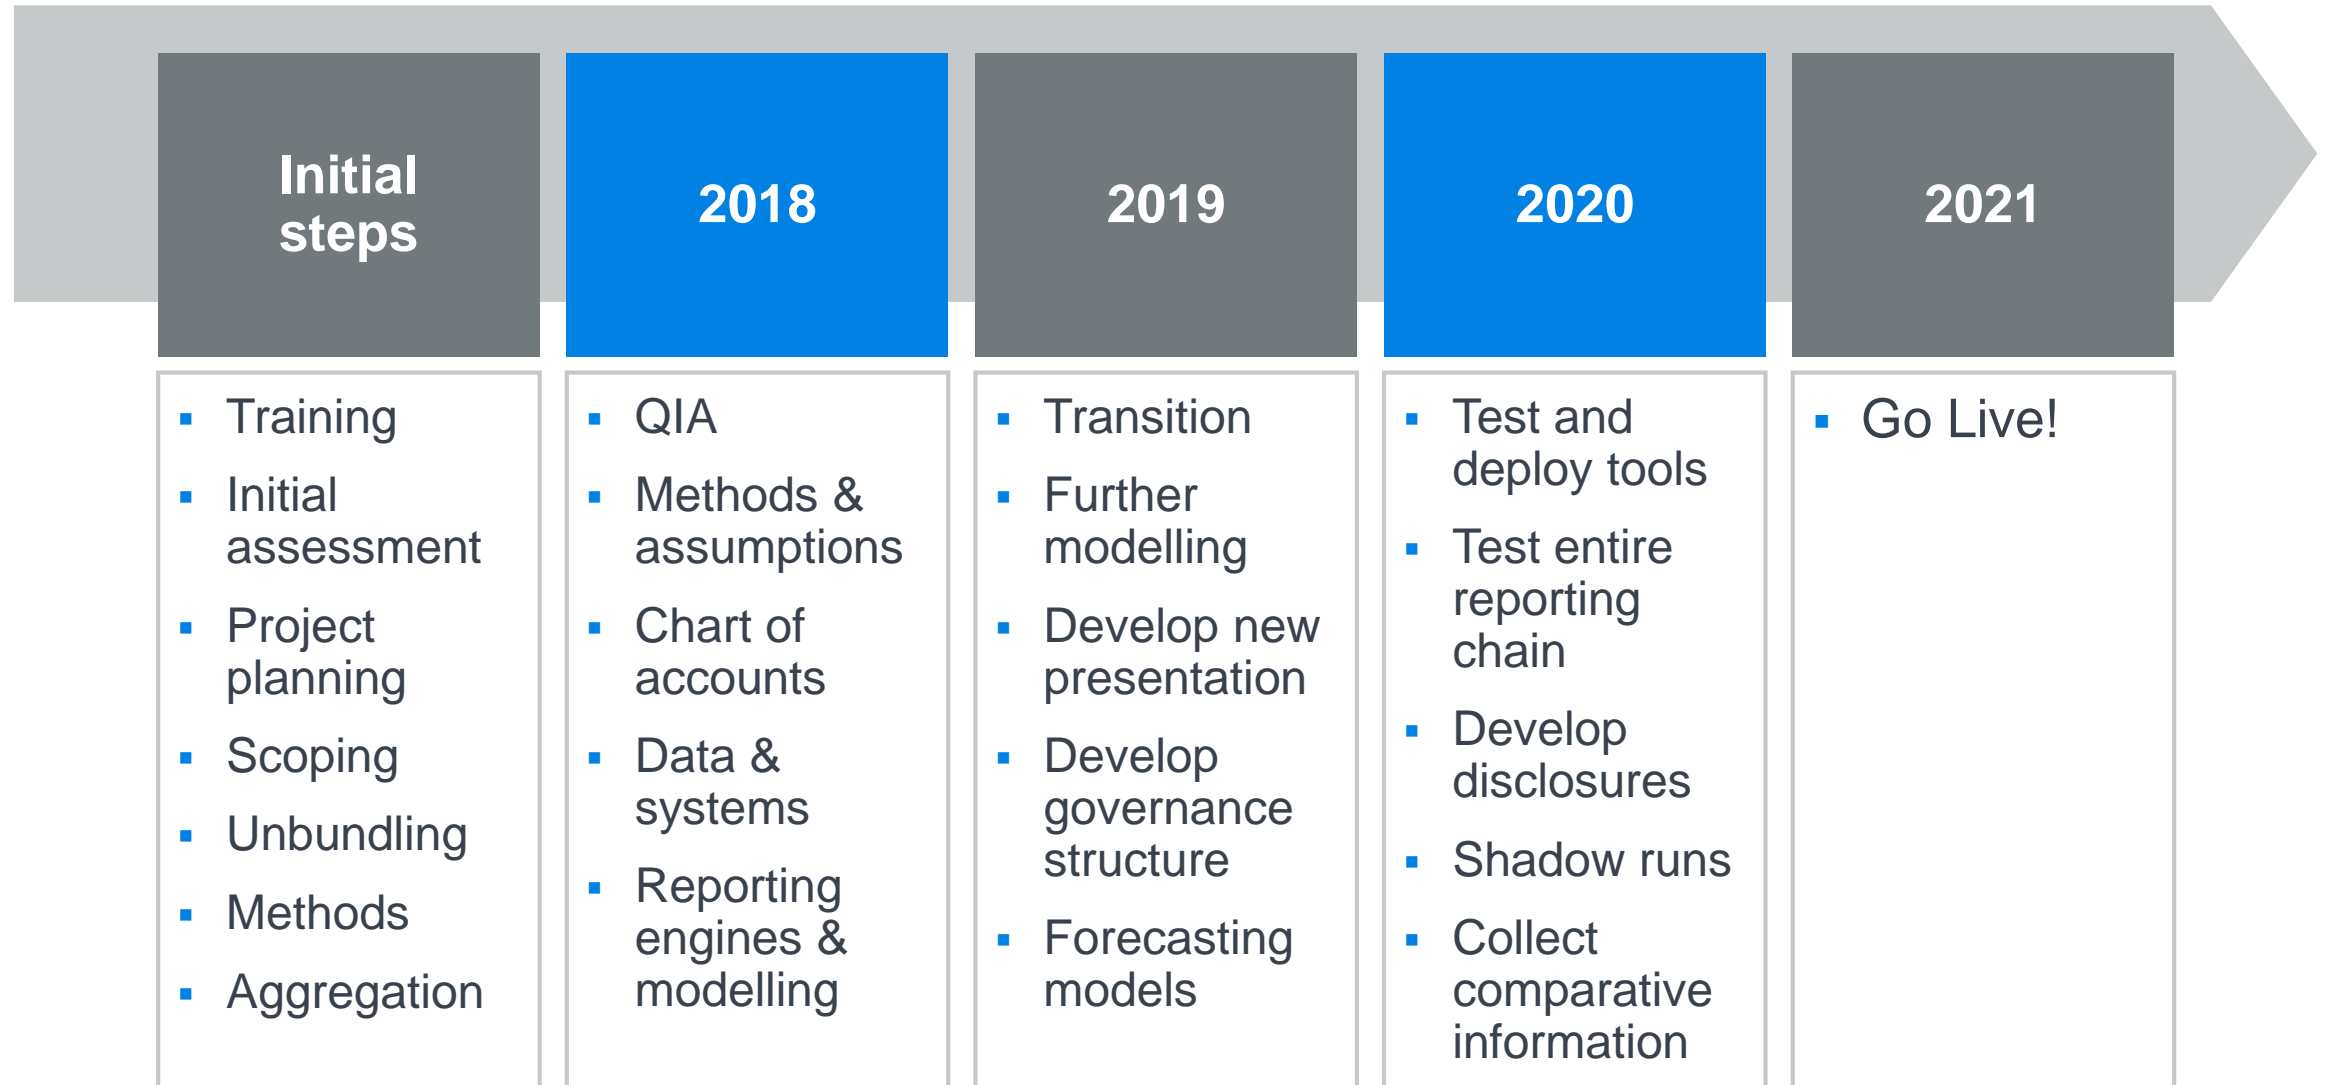 Initial
steps
2018
2019
2020
2021
▪ Training
▪ Initial
assessment
▪ Project
planning
▪ Scoping
▪ Unbundling
▪ Methods
▪ Aggregation
▪ QIA
▪ Methods &
assumptions
▪ Chart of
accounts
▪ Data &
systems
▪ Reporting
engines &
modelling
▪ Transition
▪ Further
modelling
▪ Develop new
presentation
▪ Develop
governance
structure
▪ Forecasting
models
▪ Test and
deploy tools
▪ Test entire
reporting
chain
▪ Develop
disclosures
▪ Shadow runs
▪ Collect
comparative
information
▪ Go Live!